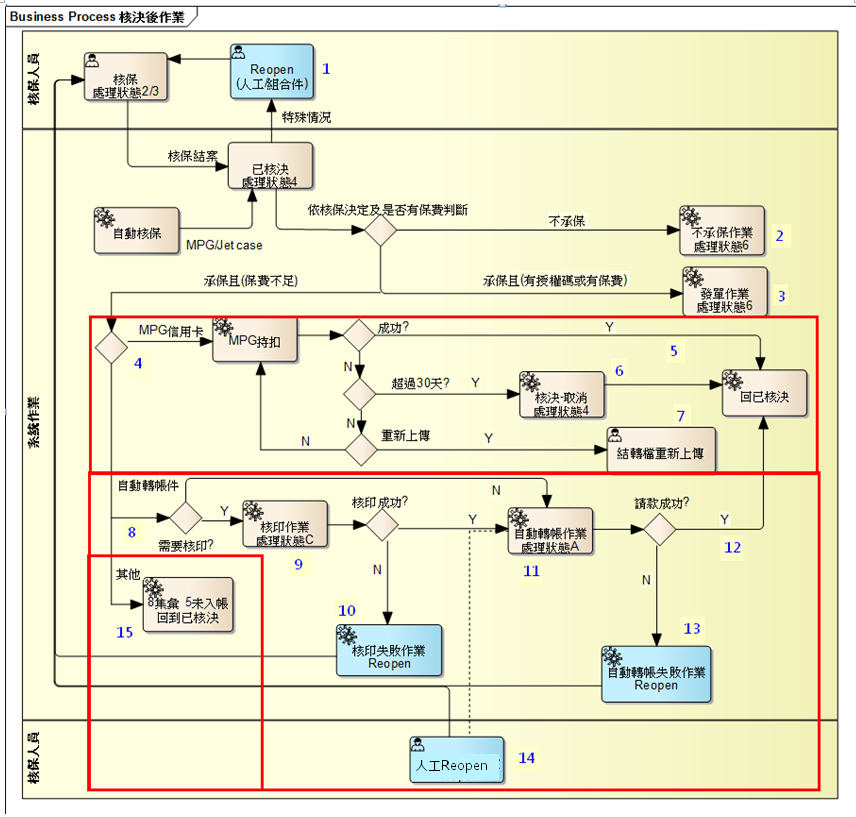 Business Process 核決後作業
核保人員
核保
處理狀態2/3
Reopen
(人工/組合件)
1
特殊情況
系統作業
核保結案
已核決
處理狀態4
自動核保
MPG/Jet case
依核保決定及是否有保費判斷
不承保
不承保作業
處理狀態6
2
承保且(保費不足)
承保且(有授權碼或有保費)
發單作業
處理狀態6
3
MPG信用卡
4
MPG持扣
成功?
Y
5
N
超過30天?
Y
核決-取消
處理狀態4
6
回已核決
N
重新上傳
N
Y
結轉檔重新上傳
7
自動轉帳件
8
需要核印?
N
Y
核印作業
處理狀態C
9
核印成功?
Y
N
自動轉帳作業
處理狀態A
11
請款成功?
Y
12
N
其他
8集彙 5未入帳
回到已核決
15
10
核印失敗作業
Reopen
13
自動轉帳失敗作業
Reopen
核保人員
人工Reopen
14